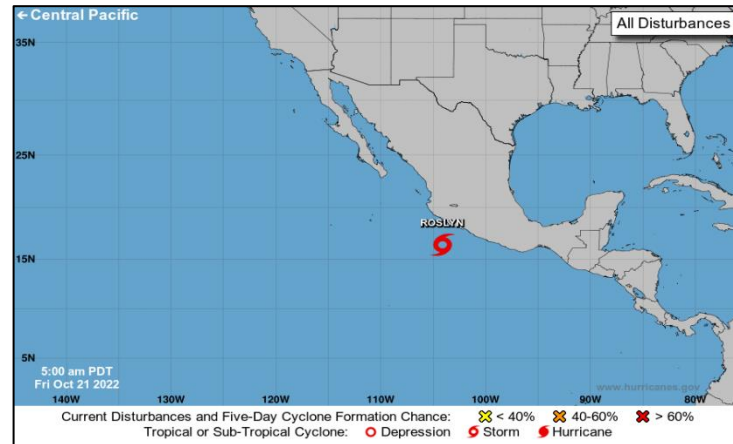 ← Central Pacific
All Disturbances
35N
25N
ROSLYN
15N
5N
5:00 am PDT
Fri Oct 21 2022
www.hurricanes.gov
140W 130W 120W 110W 100W 90W 80W
Current Disturbances and Five-Day Cyclone Formation Chance: < 40% 40-60% > 60%
Tropical or Sub-Tropical Cyclone: Depression Storm Hurricane